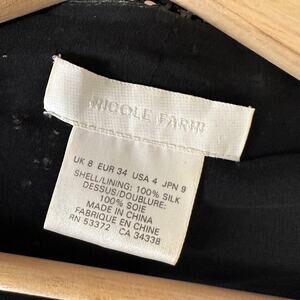 NICOLE FARHI
UK 8 EUR 34 USA 4 JPN 9
SHELL/LINING: 100% SILK
DESSUS/DOUBLURE:
100% SOIE
MADE IN CHINA
FABRIQUE EN CHINE
RN 53372 CA 34338